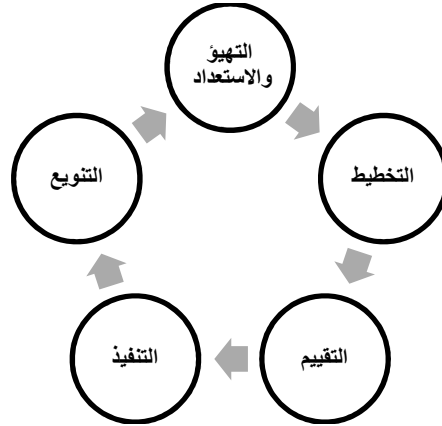 التهيؤ
والاستعداد
التخطيط
التقييم
التنفيذ
التنويع